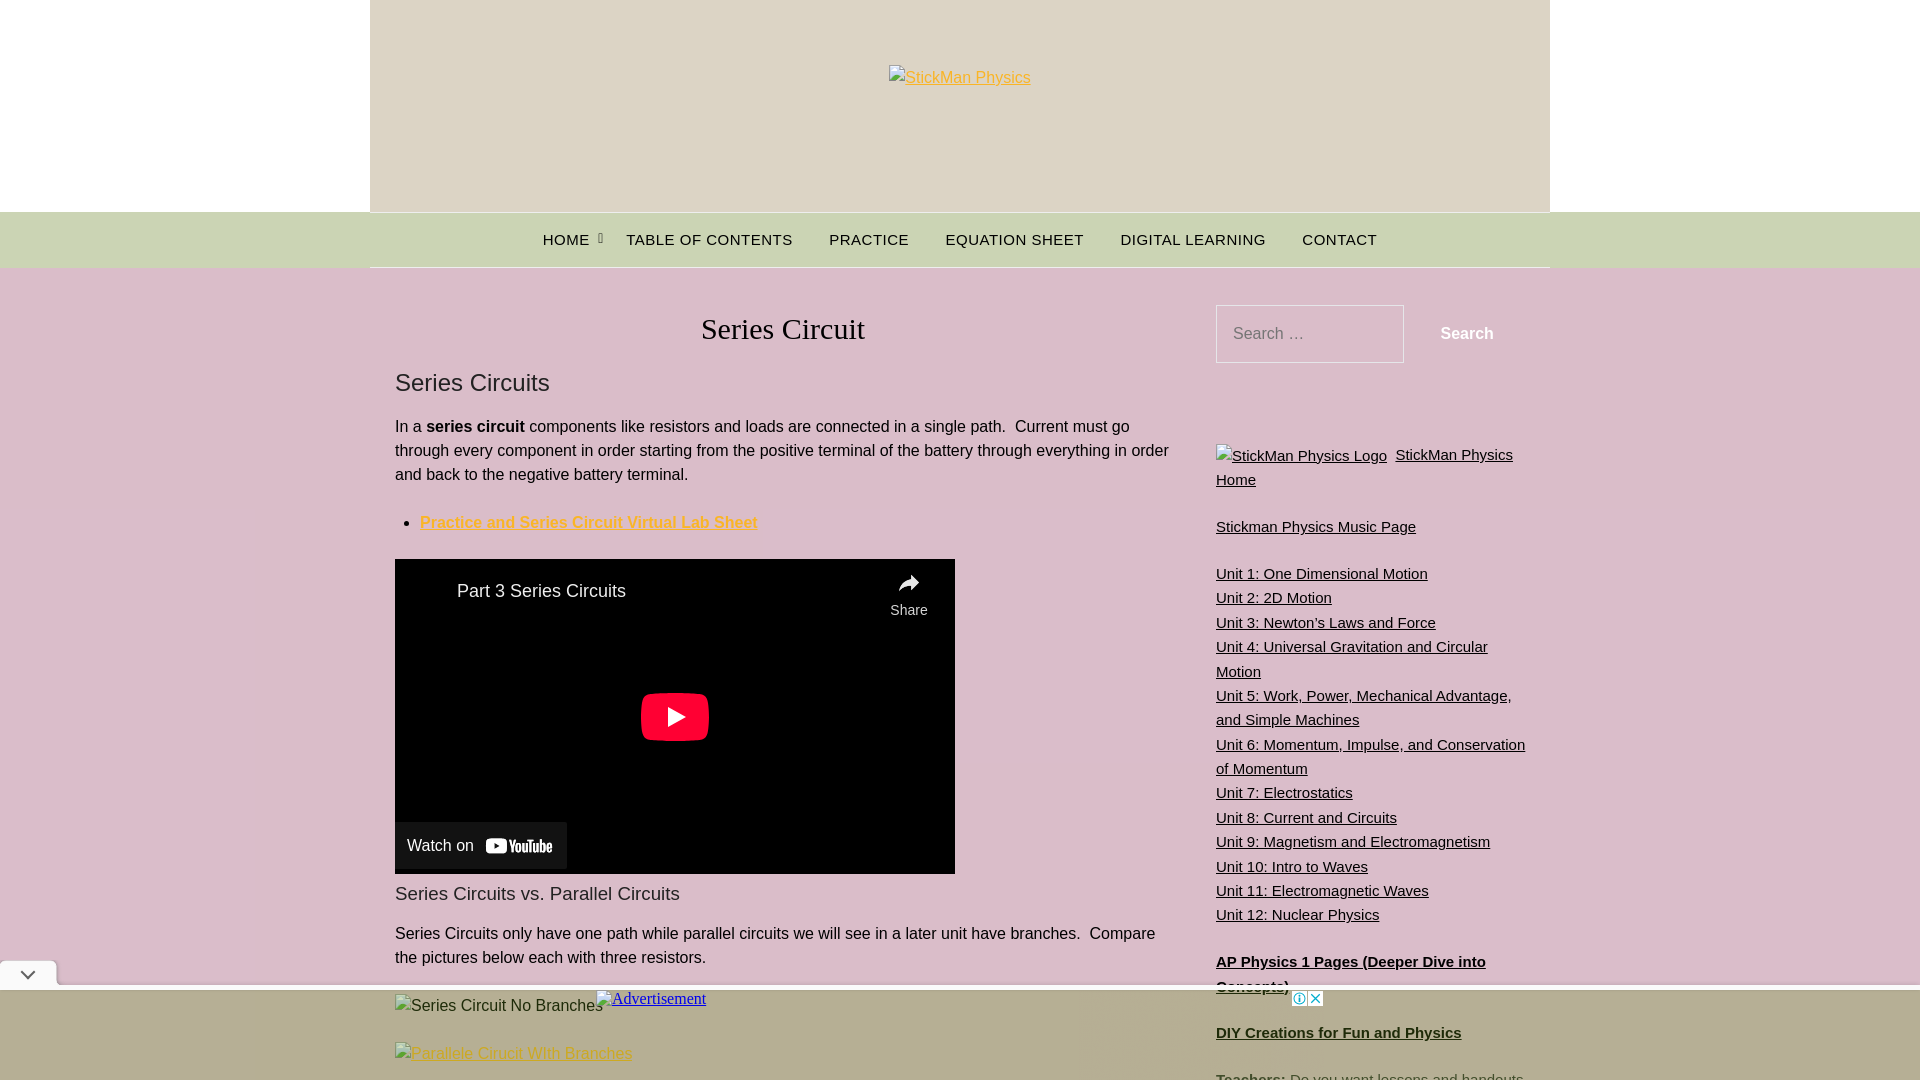 StickMan Physics
HOME TABLE OF CONTENTS PRACTICE EQUATION SHEET DIGITAL LEARNING CONTACT
Series Circuit
Series Circuits
In a series circuit components like resistors and loads are connected in a single path.  Current must go
through every component in order starting from the positive terminal of the battery through everything in order
and back to the negative battery terminal.
Practice and Series Circuit Virtual Lab Sheet
Part 3 Series Circuits
Share
Watch on YouTube
Series Circuits vs. Parallel Circuits
Series Circuits only have one path while parallel circuits we will see in a later unit have branches.  Compare
the pictures below each with three resistors.
Series Circuit No Branches
Parallele Cirucit WIth Branches
Advertisement
Search …
Search
StickMan Physics Logo StickMan Physics
Home
Stickman Physics Music Page
Unit 1: One Dimensional Motion
Unit 2: 2D Motion
Unit 3: Newton’s Laws and Force
Unit 4: Universal Gravitation and Circular
Motion
Unit 5: Work, Power, Mechanical Advantage,
and Simple Machines
Unit 6: Momentum, Impulse, and Conservation
of Momentum
Unit 7: Electrostatics
Unit 8: Current and Circuits
Unit 9: Magnetism and Electromagnetism
Unit 10: Intro to Waves
Unit 11: Electromagnetic Waves
Unit 12: Nuclear Physics
AP Physics 1 Pages (Deeper Dive into
Concepts)
DIY Creations for Fun and Physics
Teachers: Do you want lessons and handouts